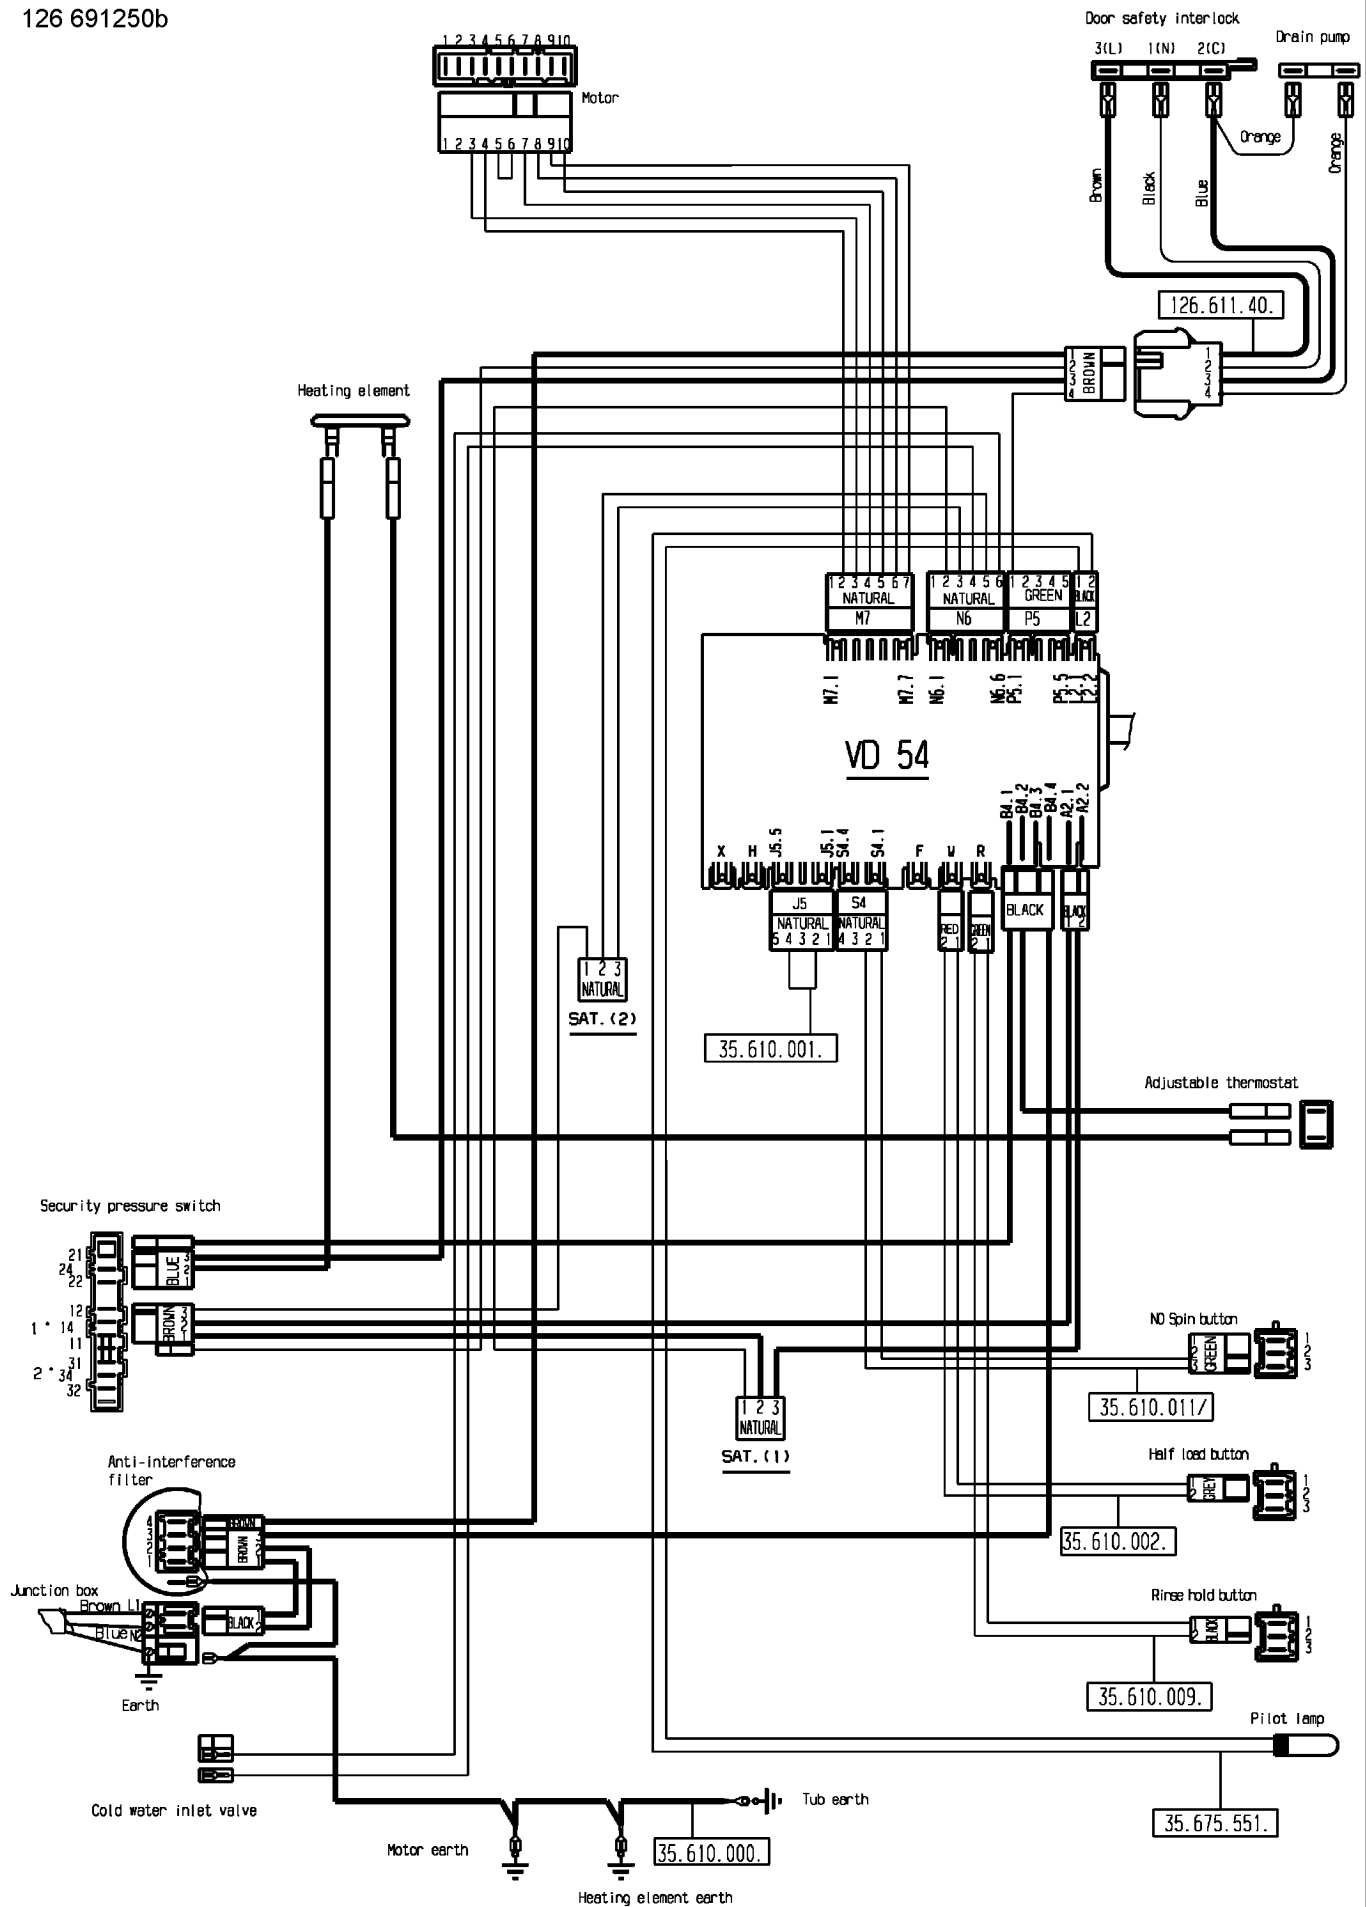 126 691250b
Door safety interlock
Drain pump
3(L) 1(N) 2(C)
1 2 3 4 5 6 7 8 9 10
Motor
1 2 3 4 5 6 7 8 9 10
Orange
Orange
Brown
Black
Blue
126.611.40.
1 2 3 4
BROWN
1 2 3 4
Heating element
1 2 3 4 5 6 7
NATURAL
M7
1 2 3 4 5 6
NATURAL
N6
1 2 3 4 5
GREEN
P5
1 2
BLACK
L2
M7.1
M7.7
N6.1
N6.6
P5.1
P5.5
L2.1
L2.2
VD 54
B4.1
B4.2
B4.3
B4.4
A2.1
A2.2
X
H
J5.5
J5.1
S4.4
S4.1
F
W
R
J5
NATURAL
5 4 3 2 1
S4
NATURAL
4 3 2 1
RED
2 1
GREEN
2 1
BLACK
BLACK
1 2
1 2 3
NATURAL
SAT.(2)
35.610.001.
Adjustable thermostat
Security pressure switch
21
24
22
12
1 * 14
11
31
2 * 34
32
BLUE
3 2 1
BROWN
3 2 1
NO Spin button
GREEN
2 3
1 2 3
35.610.011/
1 2 3
NATURAL
SAT.(1)
Half load button
GREY
1 2
1 2 3
35.610.002.
Anti-interference
filter
4 3 2 1
BROWN
BROWN
Junction box
Brown L1
Blue N2
BLACK
1 2
Earth
Rinse hold button
BLACK
1 2
1 2 3
35.610.009.
Pilot lamp
35.675.551.
Cold water inlet valve
Tub earth
Motor earth
35.610.000.
Heating element earth